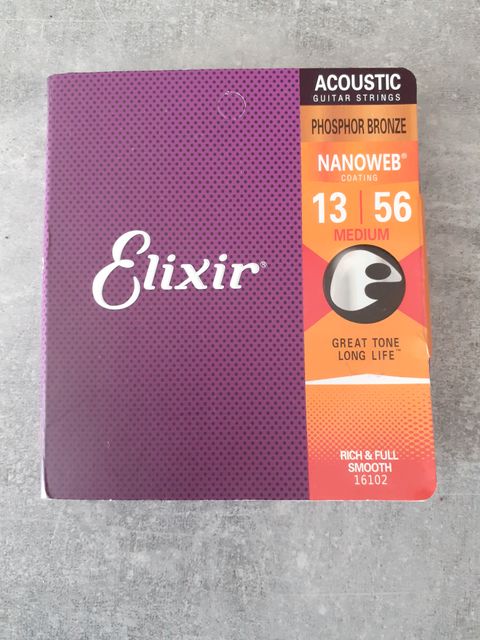 ACOUSTIC
GUITAR STRINGS
PHOSPHOR BRONZE
NANOWEB®
COATING
13 | 56
MEDIUM
Elixir®
GREAT TONE
LONG LIFE™
RICH & FULL
SMOOTH
16102